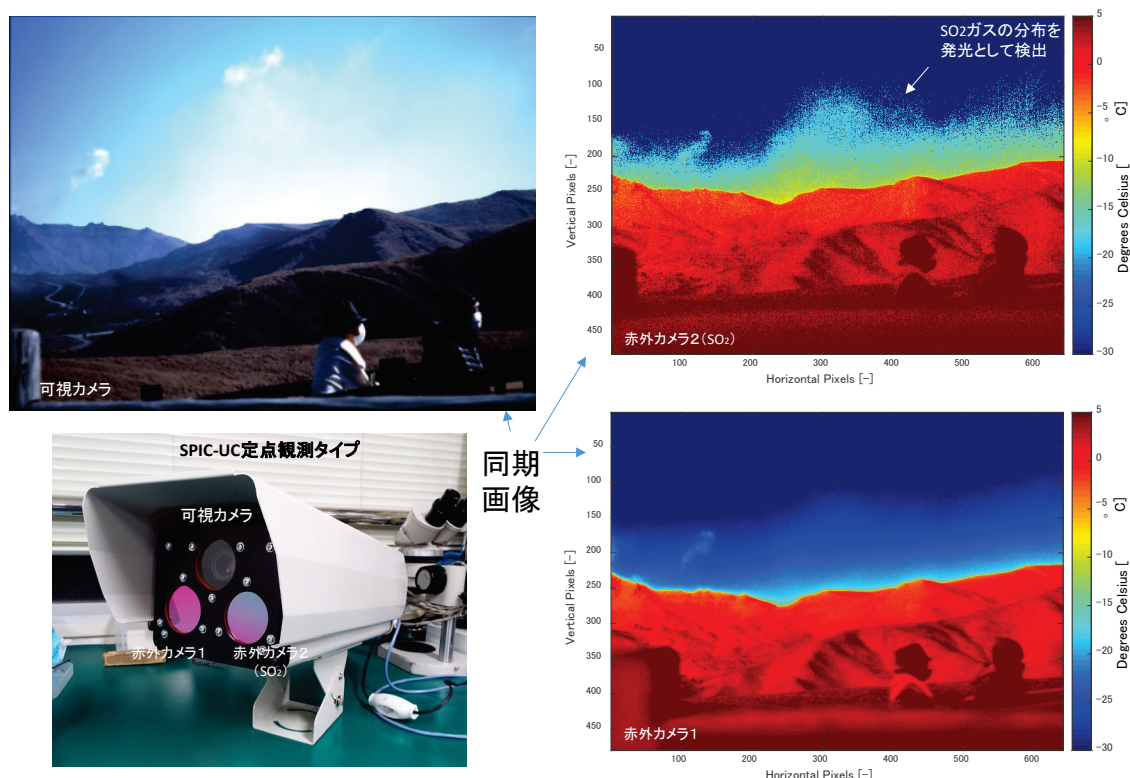 可視カメラ
SPIC-UC定点観測タイプ
可視カメラ
赤外カメラ1
赤外カメラ2
(SO₂)
同期
画像
SO₂ガスの分布を
発光として検出
赤外カメラ2(SO₂)
50
100
150
200
250
300
350
400
450
Vertical Pixels [-]
100
200
300
400
500
600
Horizontal Pixels [-]
5
0
-5
-10
-15
-20
-25
-30
Degrees Celsius [
° C]
赤外カメラ1
50
100
150
200
250
300
350
400
450
Vertical Pixels [-]
100
200
300
400
500
600
Horizontal Pixels [-]
5
0
-5
-10
-15
-20
-25
-30
Degrees Celsius [
° C]